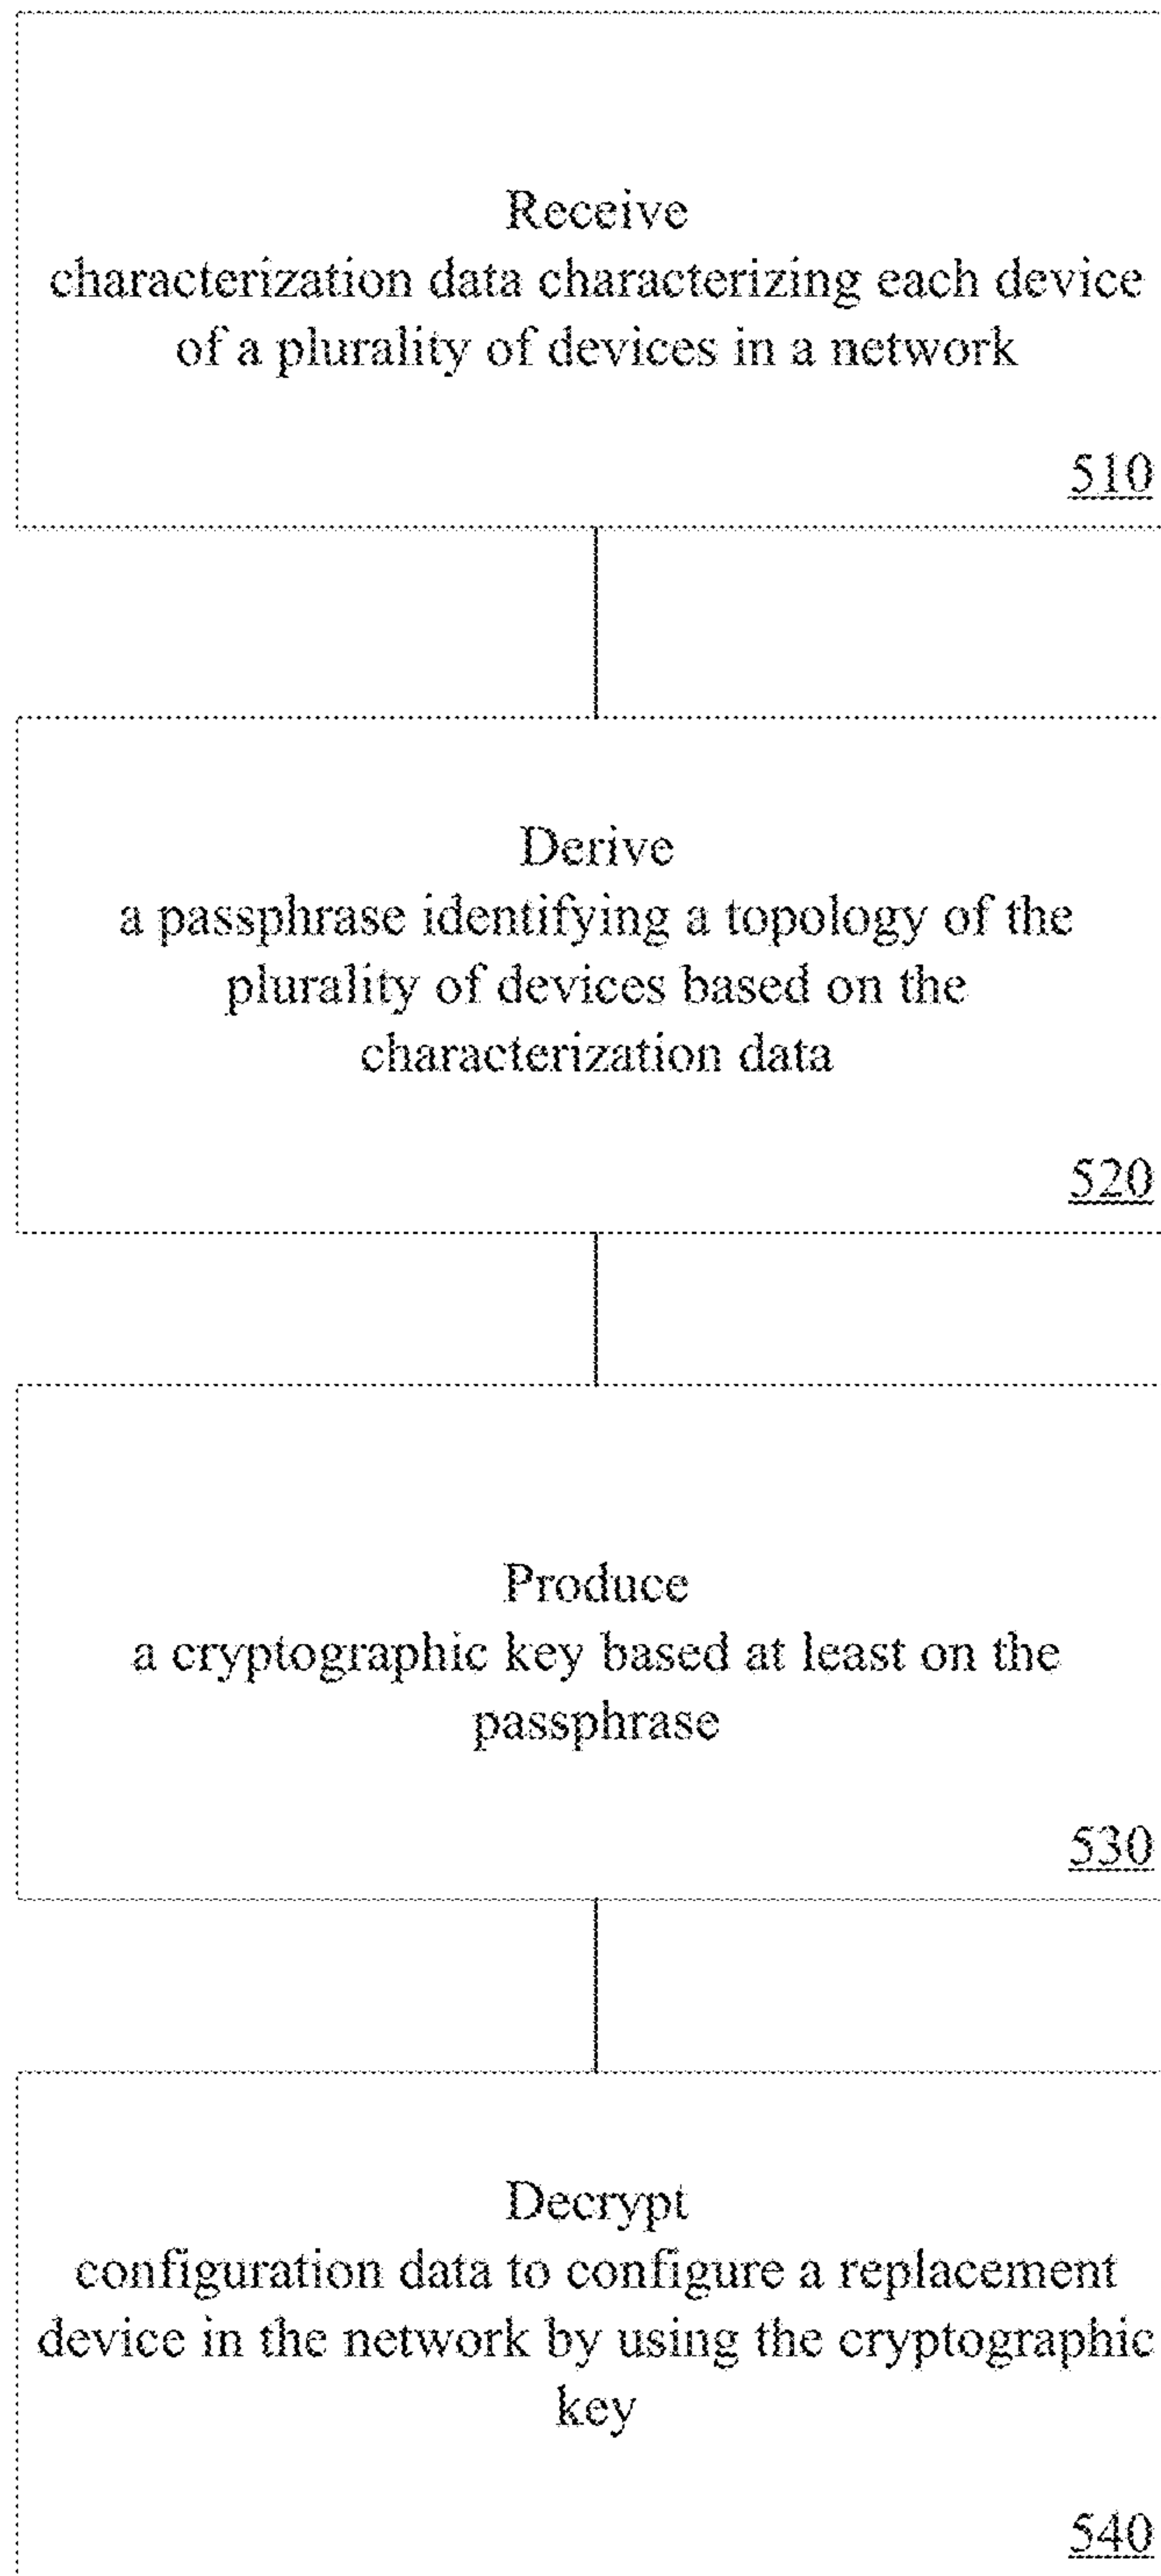 Receive
characterization data characterizing each device
of a plurality of devices in a network
510
Derive
a passphrase identifying a topology of the
plurality of devices based on the
characterization data
520
Produce
a cryptographic key based at least on the
passphrase
530
Decrypt
configuration data to configure a replacement
device in the network by using the cryptographic
key
540